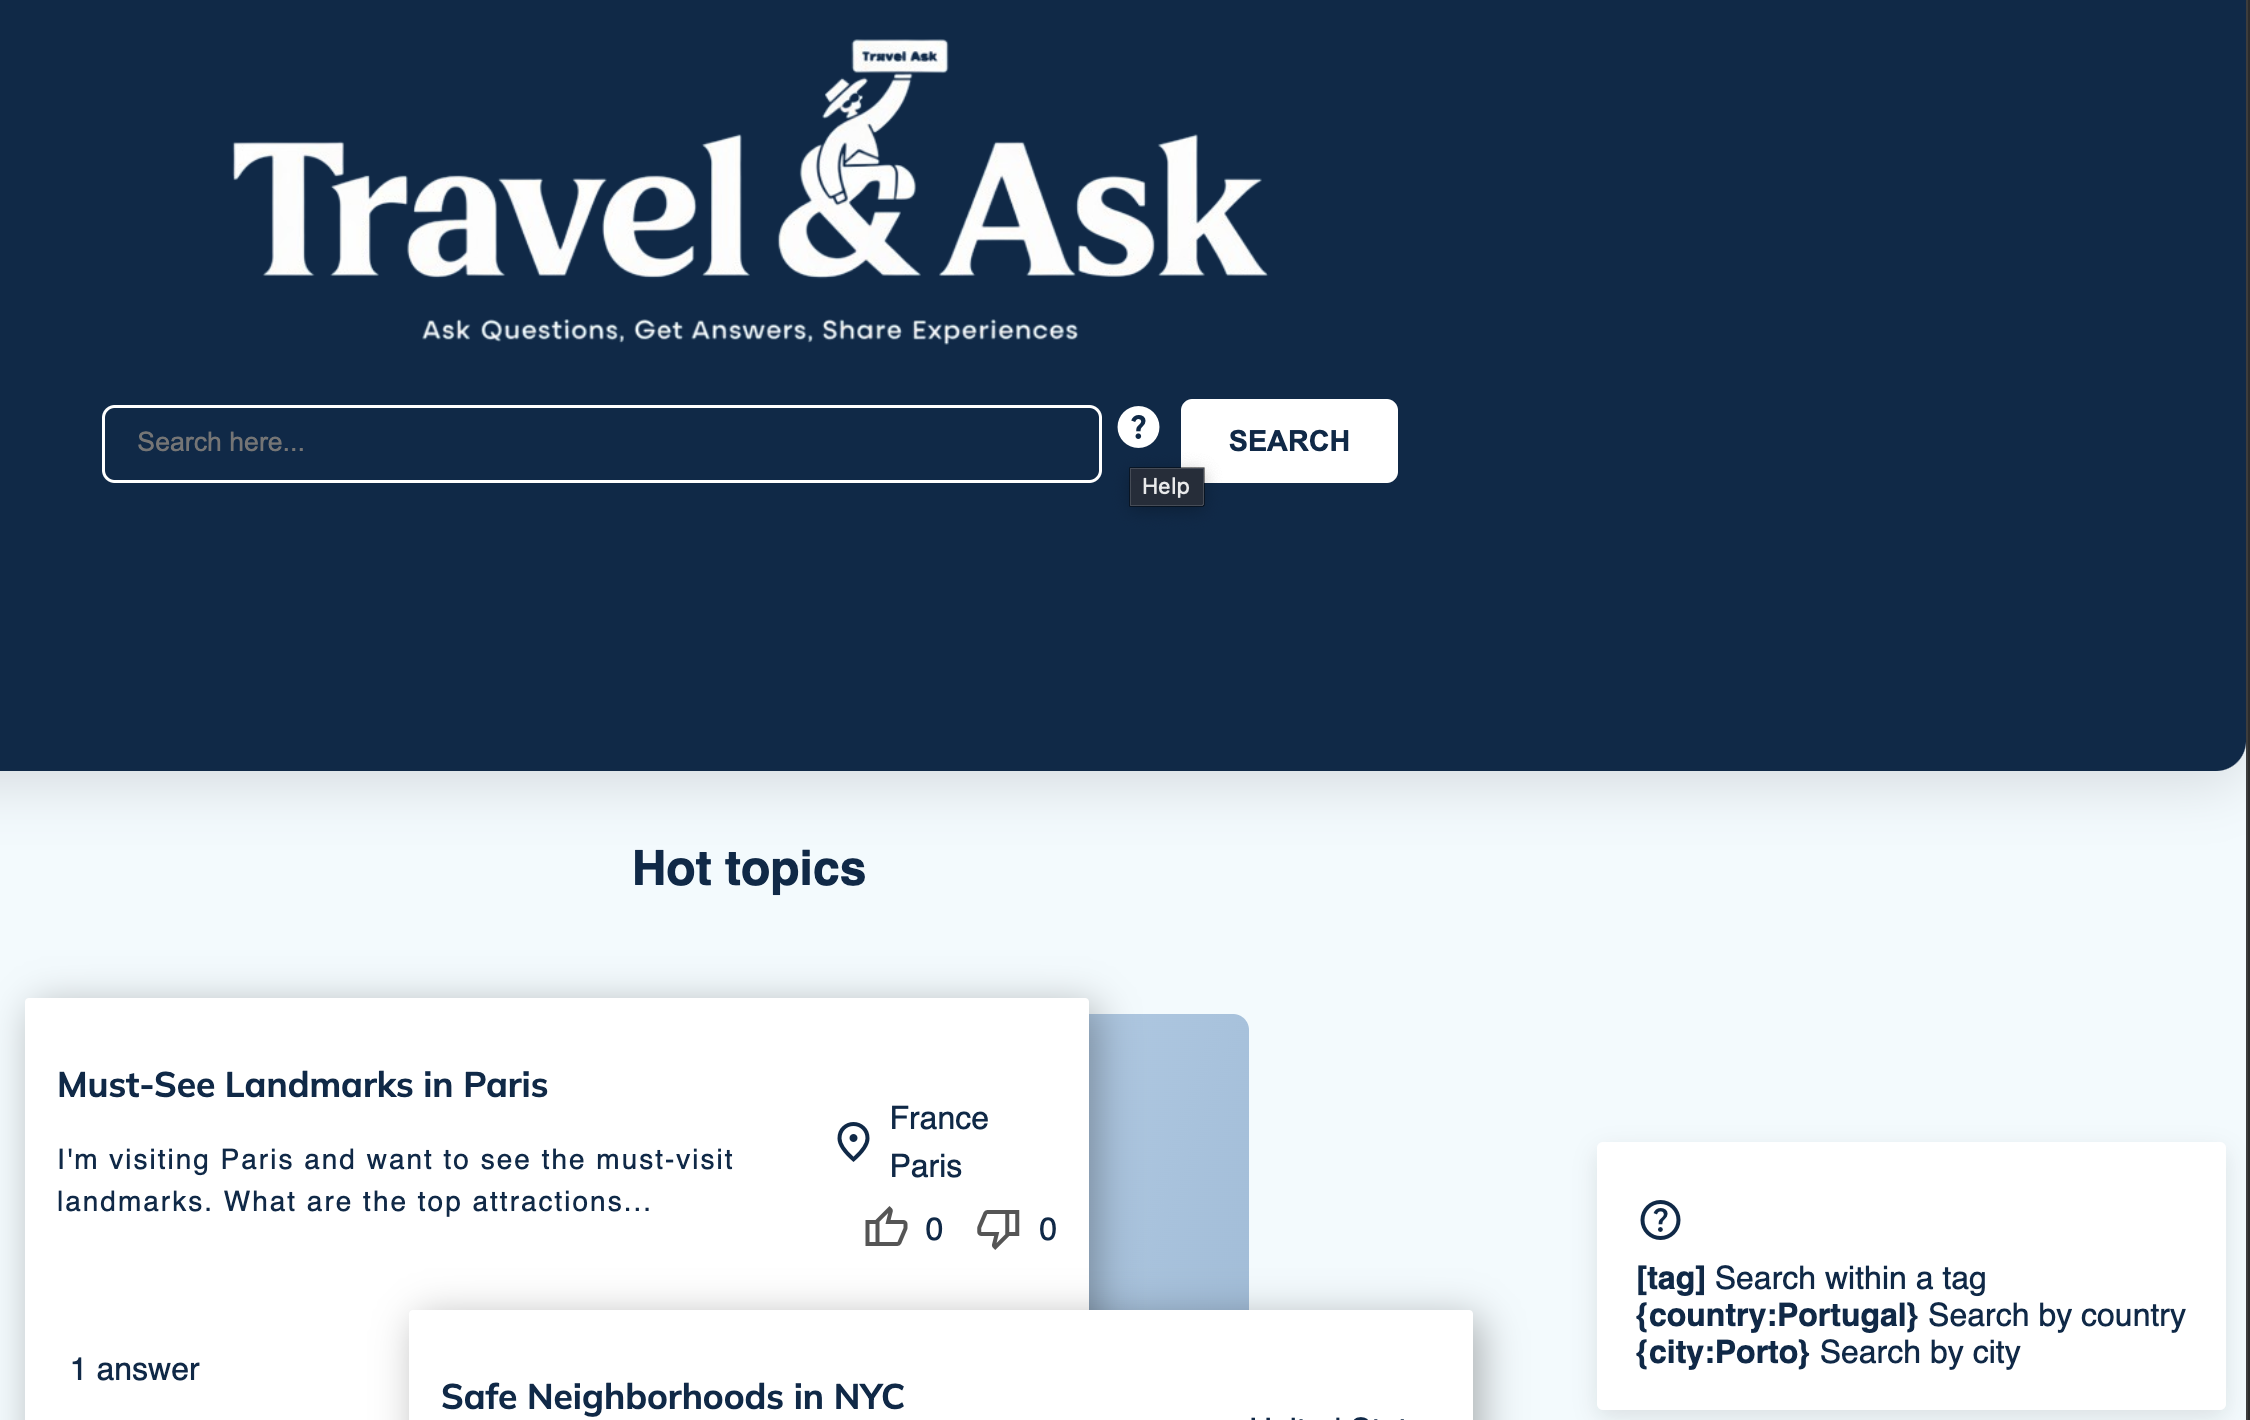 Travel Ask
Travel & Ask
Ask Questions, Get Answers, Share Experiences
Search here...
?
SEARCH
Help
Hot topics
Must-See Landmarks in Paris
I'm visiting Paris and want to see the must-visit
landmarks. What are the top attractions...
France
Paris
0
0
1 answer
Safe Neighborhoods in NYC
?
[tag] Search within a tag
{country:Portugal} Search by country
{city:Porto} Search by city